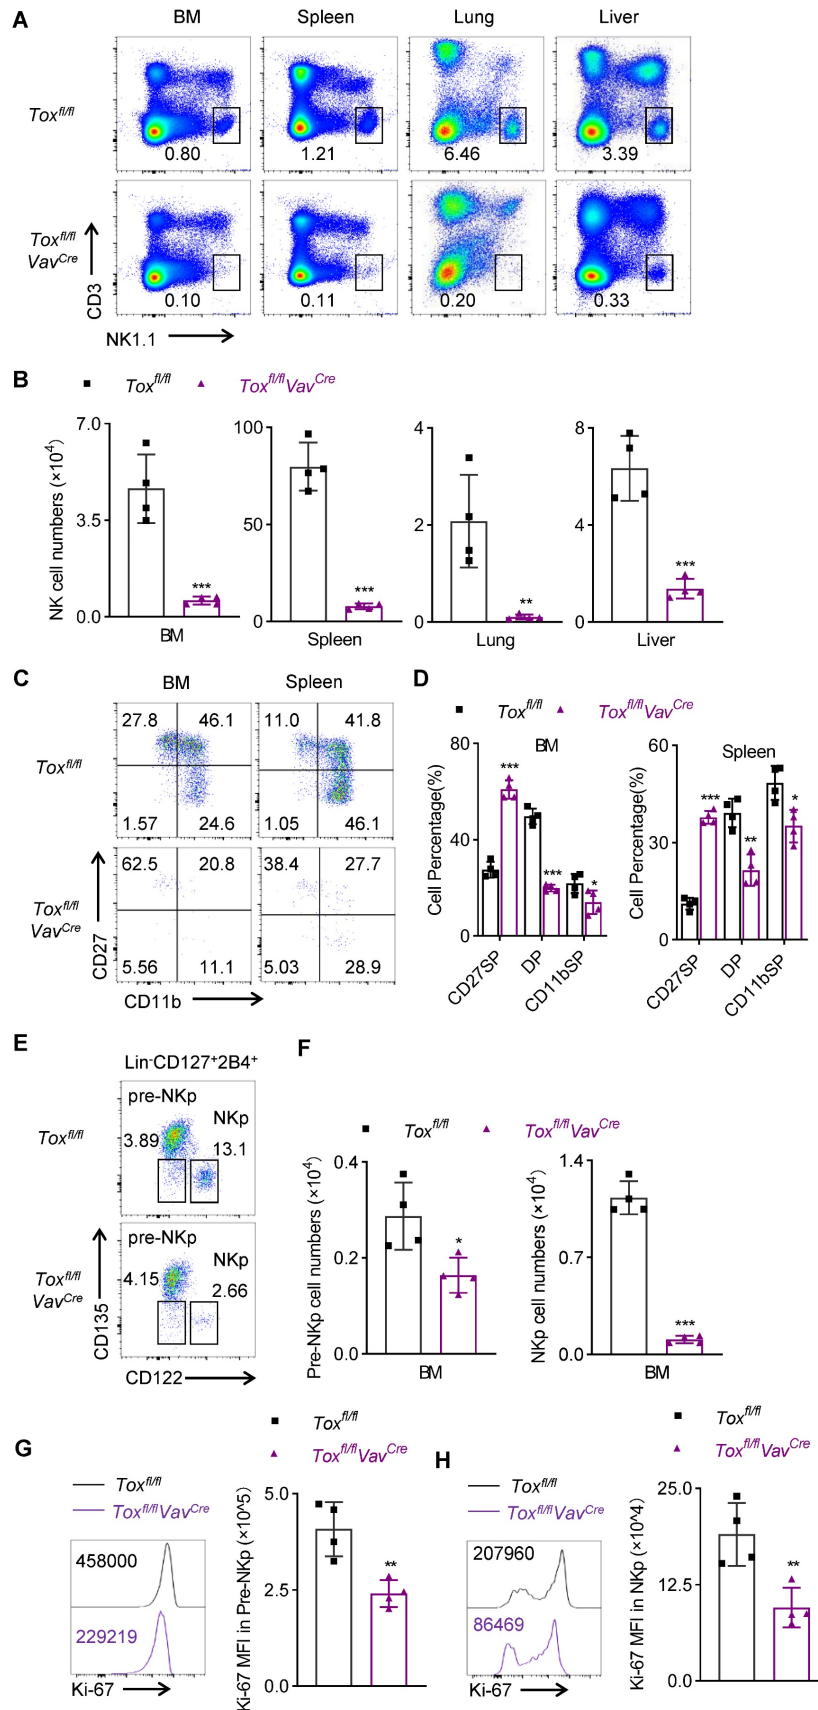 A
BM Spleen Lung Liver
Tox^fl/fl
0.80 1.21 6.46 3.39
Tox^fl/fl
Vav^Cre
CD3
0.10 0.11 0.20 0.33
NK1.1
B
Tox^fl/fl Tox^fl/fl Vav^Cre
NK cell numbers (×10^4)
7.0 3.5 0.0
***
BM
100 50 0
***
Spleen
4 2 0
**
Lung
8 4 0
***
Liver
C
BM Spleen
Tox^fl/fl
27.8 46.1 11.0 41.8
1.57 24.6 1.05 46.1
Tox^fl/fl
Vav^Cre
62.5 20.8 38.4 27.7
5.56 11.1 5.03 28.9
CD27
CD11b
D
Tox^fl/fl Tox^fl/fl Vav^Cre
BM
Cell Percentage(%)
80 40 0
*** *** *
CD27SP DP CD11bSP
Spleen
Cell Percentage(%)
60 30 0
*** ** *
CD27SP DP CD11bSP
E
Lin-CD127+2B4+
Tox^fl/fl
pre-NKp NKp
3.89 13.1
Tox^fl/fl
Vav^Cre
pre-NKp NKp
4.15 2.66
CD135
CD122
F
Tox^fl/fl Tox^fl/fl Vav^Cre
Pre-NKp cell numbers (×10^4)
0.4 0.2 0.0
*
BM
NKp cell numbers (×10^4)
1.4 0.7 0.0
***
BM
G
Tox^fl/fl
Tox^fl/fl Vav^Cre
Tox^fl/fl
Tox^fl/fl Vav^Cre
458000
229219
Ki-67
Ki-67 MFI in Pre-NKp (×10^5)
5.0 2.5 0.0
**
H
Tox^fl/fl
Tox^fl/fl Vav^Cre
Tox^fl/fl
Tox^fl/fl Vav^Cre
207960
86469
Ki-67
Ki-67 MFI in NKp (×10^4)
25.0 12.5 0.0
**